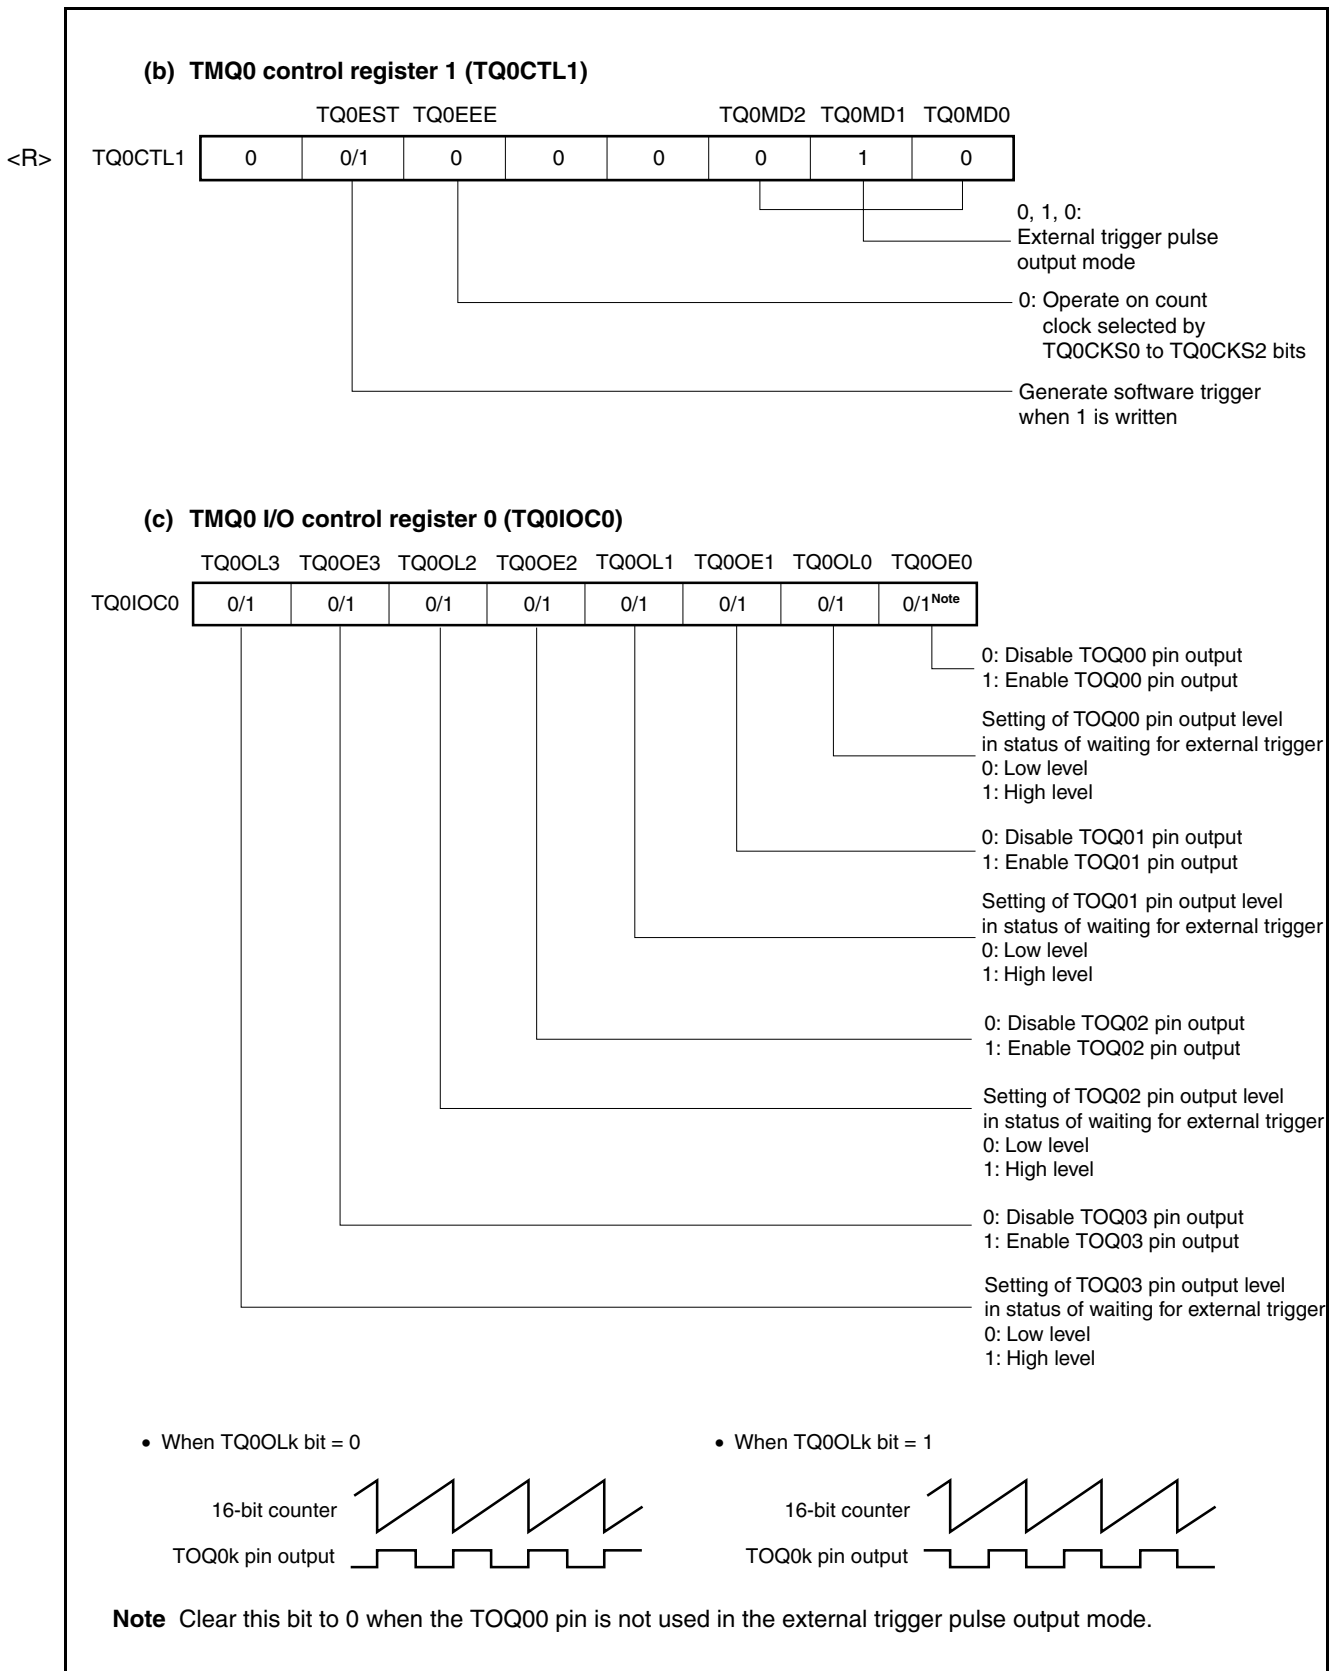 (b) TMQ0 control register 1 (TQ0CTL1)
TQ0EST TQ0EEE TQ0MD2 TQ0MD1 TQ0MD0
<R> TQ0CTL1 0 0/1 0 0 0 0 1 0
0, 1, 0:
External trigger pulse
output mode
0: Operate on count
clock selected by
TQ0CKS0 to TQ0CKS2 bits
Generate software trigger
when 1 is written
(c) TMQ0 I/O control register 0 (TQ0IOC0)
TQ0OL3 TQ0OE3 TQ0OL2 TQ0OE2 TQ0OL1 TQ0OE1 TQ0OL0 TQ0OE0
TQ0IOC0 0/1 0/1 0/1 0/1 0/1 0/1 0/1 0/1Note
0: Disable TOQ00 pin output
1: Enable TOQ00 pin output
Setting of TOQ00 pin output level
in status of waiting for external trigger
0: Low level
1: High level
0: Disable TOQ01 pin output
1: Enable TOQ01 pin output
Setting of TOQ01 pin output level
in status of waiting for external trigger
0: Low level
1: High level
0: Disable TOQ02 pin output
1: Enable TOQ02 pin output
Setting of TOQ02 pin output level
in status of waiting for external trigger
0: Low level
1: High level
0: Disable TOQ03 pin output
1: Enable TOQ03 pin output
Setting of TOQ03 pin output level
in status of waiting for external trigger
0: Low level
1: High level
• When TQ0OLk bit = 0
16-bit counter
TOQ0k pin output
• When TQ0OLk bit = 1
16-bit counter
TOQ0k pin output
Note Clear this bit to 0 when the TOQ00 pin is not used in the external trigger pulse output mode.